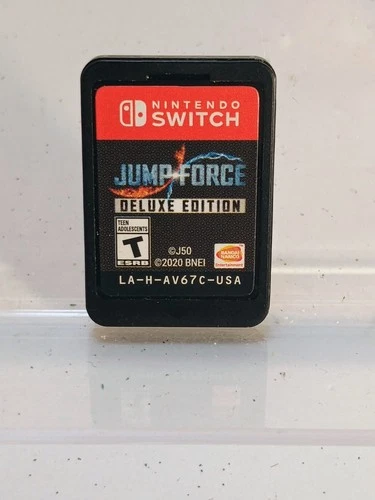 NINTENDO
SWITCH
JUMP FORCE
DELUXE EDITION
TEEN
ADOLESCENTS
T
ESRB
©J50
©2020 BNEI
BANDAI
NAMCO
Entertainment
LA-H-AV67C-USA